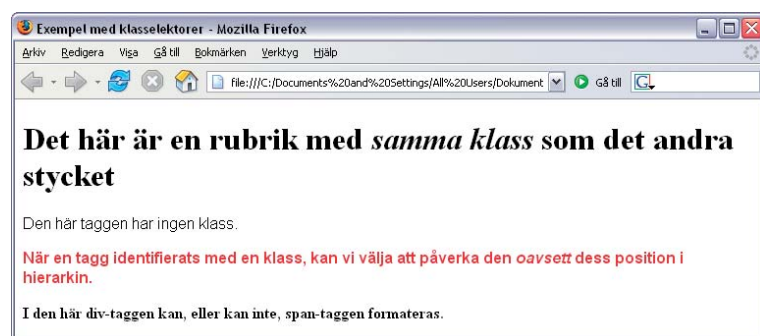 Exempel med klasselektorer - Mozilla Firefox
Arkiv Redigera Visa Gå till Bokmärken Verktyg Hjälp
file:///C:/Documents%20and%20Settings/All%20Users/Dokument Gå till G
Det här är en rubrik med samma klass som det andra
stycket
Den här taggen har ingen klass.
När en tagg identifierats med en klass, kan vi välja att påverka den oavsett dess position i
hierarkin.
I den här div-taggen kan, eller kan inte, span-taggen formateras.